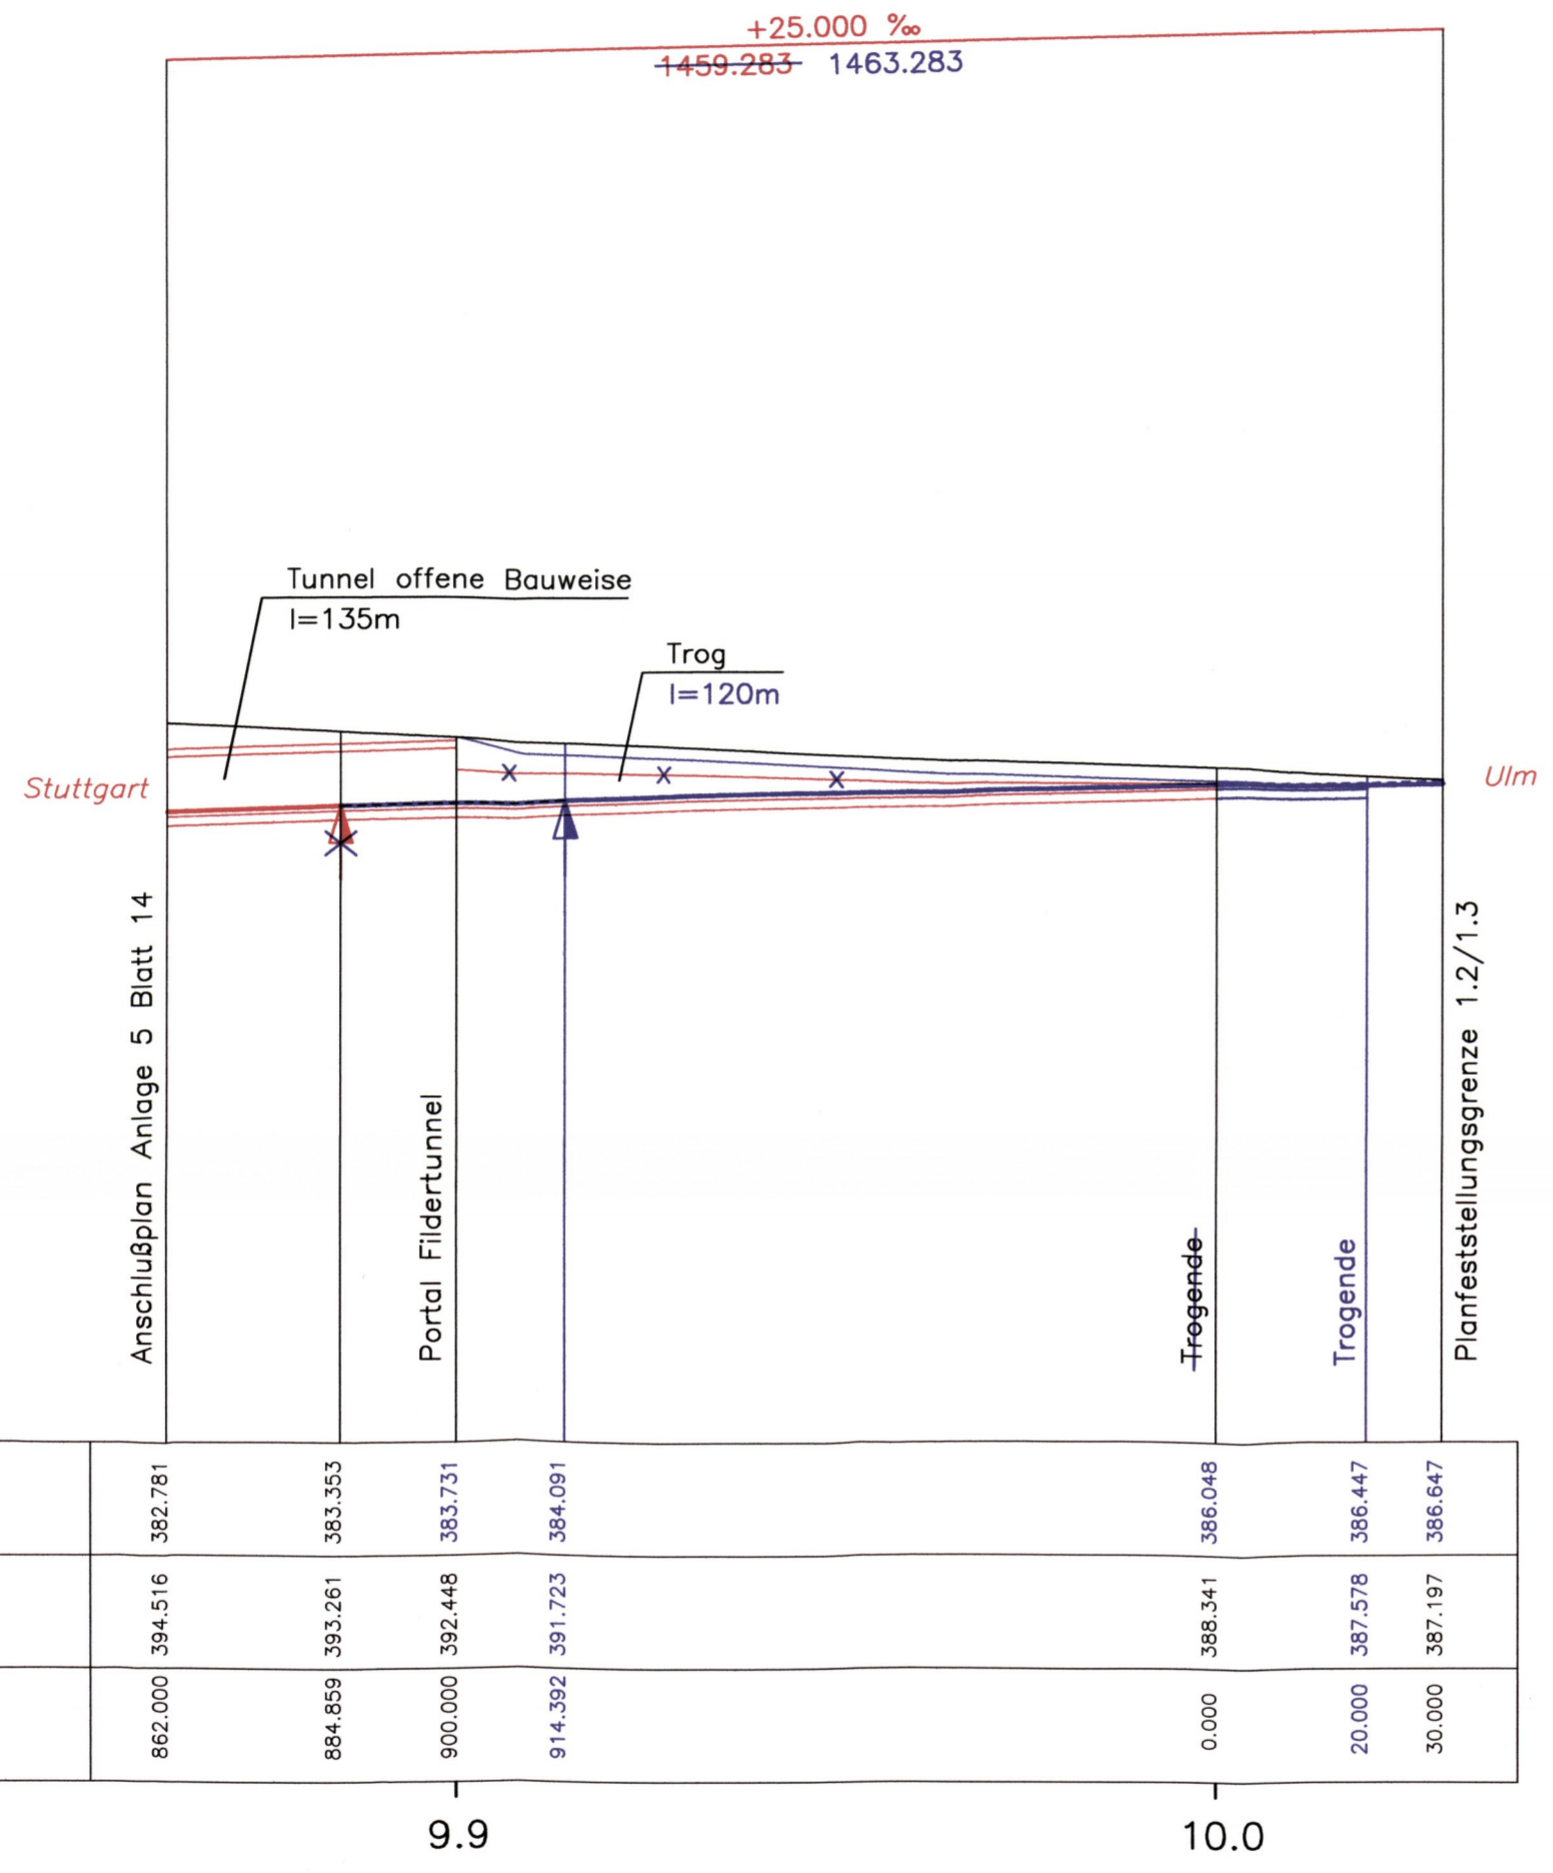 +25.000 ‰
1459.283 1463.283
Tunnel offene Bauweise
l=135m
Trog
l=120m
Stuttgart
Ulm
Anschlußplan Anlage 5 Blatt 14
Portal Fildertunnel
Trogende
Trogende
Planfeststellungsgrenze 1.2/1.3
382.781 383.353 383.731 384.091 386.048 386.447 386.647
394.516 393.261 392.448 391.723 388.341 387.578 387.197
862.000 884.859 900.000 914.392 0.000 20.000 30.000
9.9 10.0